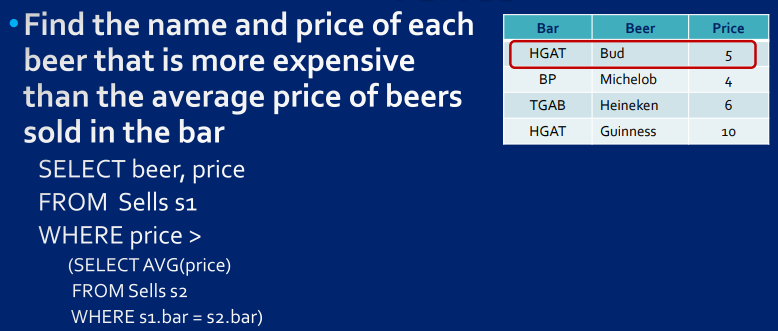 • Find the name and price of each
beer that is more expensive
than the average price of beers
sold in the bar
SELECT beer, price
FROM Sells s1
WHERE price >
(SELECT AVG(price)
FROM Sells s2
WHERE s1.bar = s2.bar)
Bar Beer Price
HGAT Bud 5
BP Michelob 4
TGAB Heineken 6
HGAT Guinness 10